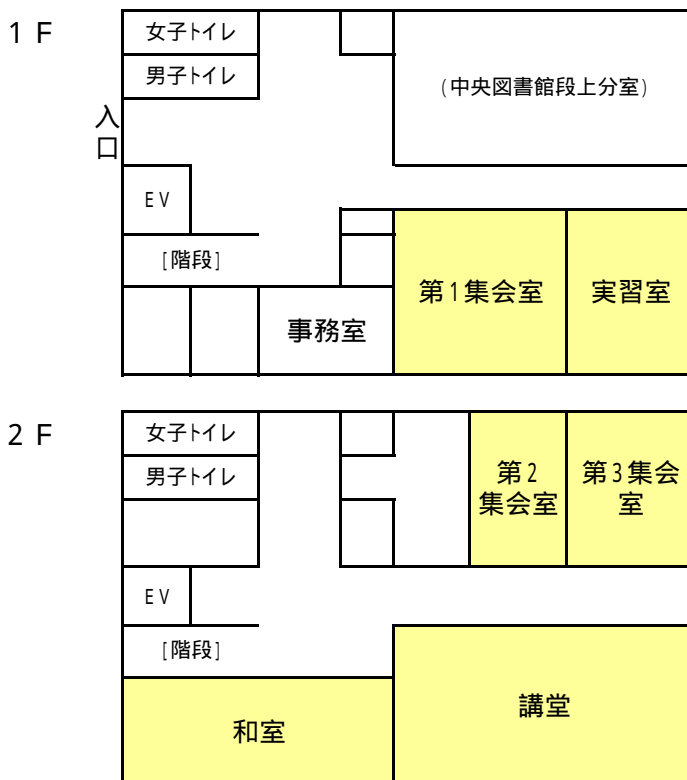 1F
女子トイレ
男子トイレ
(中央図書館段上分室)
入口
EV
[階段]
第1集会室
実習室
事務室
2F
女子トイレ
男子トイレ
第2
集会室
第3集会
室
EV
[階段]
講堂
和室